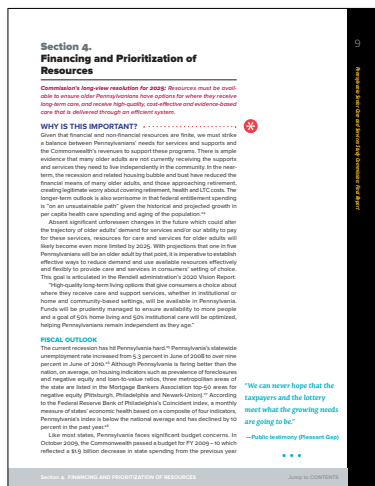 Section 4.
Financing and Prioritization of
Resources
Commission's long-view resolution for 2025: Resources must be avail-
able to ensure older Pennsylvanians have options for where they receive
long-term care, and receive high-quality, cost-effective and evidence-based
care that is delivered through an efficient system.
WHY IS THIS IMPORTANT?
Given that financial and non-financial resources are finite, we must strike
a balance between Pennsylvanians' needs for services and supports and
the Commonwealth's revenues to support these programs. There is ample
evidence that many older adults are not currently receiving the supports
and services they need to live independently in the community. In the near-
term, the recession and related housing bubble and bust have reduced the
financial means of many older adults, and those approaching retirement,
creating legitimate worry about covering retirement, health and LTC costs. The
longer-term outlook is also worrisome in that federal entitlement spending
is "on an unsustainable path" given the historical and projected growth in
per capita health care spending and aging of the population.
Absent significant unforeseen changes in the future which could alter
the trajectory of older adults' demand for services and/or our ability to pay
for these services, resources for care and services for older adults will
likely become even more limited by 2025. With projections that one in five
Pennsylvanians will be an older adult by that point, it is imperative to establish
effective ways to reduce demand and use available resources effectively
and flexibly to provide care and services in consumers' setting of choice.
This goal is articulated in the Rendell administration's 2020 Vision Report:
"High-quality long-term living options that give consumers a choice about
where they receive care and support services, whether in institutional or
home and community-based settings, will be available in Pennsylvania.
Funds will be prudently managed to ensure availability to more people
and a goal of 50% home living and 50% institutional care will be optimized,
helping Pennsylvanians remain independent as they age."
FISCAL OUTLOOK
The current recession has hit Pennsylvania hard. Pennsylvania's statewide
unemployment rate increased from 5.3 percent in June of 2008 to over nine
percent in June of 2010. Although Pennsylvania is faring better than the
nation, on average, on housing indicators such as prevalence of foreclosures
and negative equity and loan-to-value ratios, three metropolitan areas of
the state are listed in the Mortgage Bankers Association top-50 areas for
negative equity (Pittsburgh, Philadelphia and Newark-Union). According
to the Federal Reserve Bank of Philadelphia's Coincident index, a monthly
measure of states' economic health based on a composite of four indicators,
Pennsylvania's index is below the national average and has declined by 10
percent in the past year.
Like most states, Pennsylvania faces significant budget concerns. In
October 2009, the Commonwealth passed a budget for FY 2009–10 which
reflected a $1.9 billion decrease in state spending from the previous year
"We can never hope that the
taxpayers and the lottery
meet what the growing needs
are going to be."
—Public testimony (Pleasant Gap)
9
Pennsylvania Senior Care and Services Study Commission: Final Report
Section 4. FINANCING AND PRIORITIZATION OF RESOURCES
Jump to CONTENTS